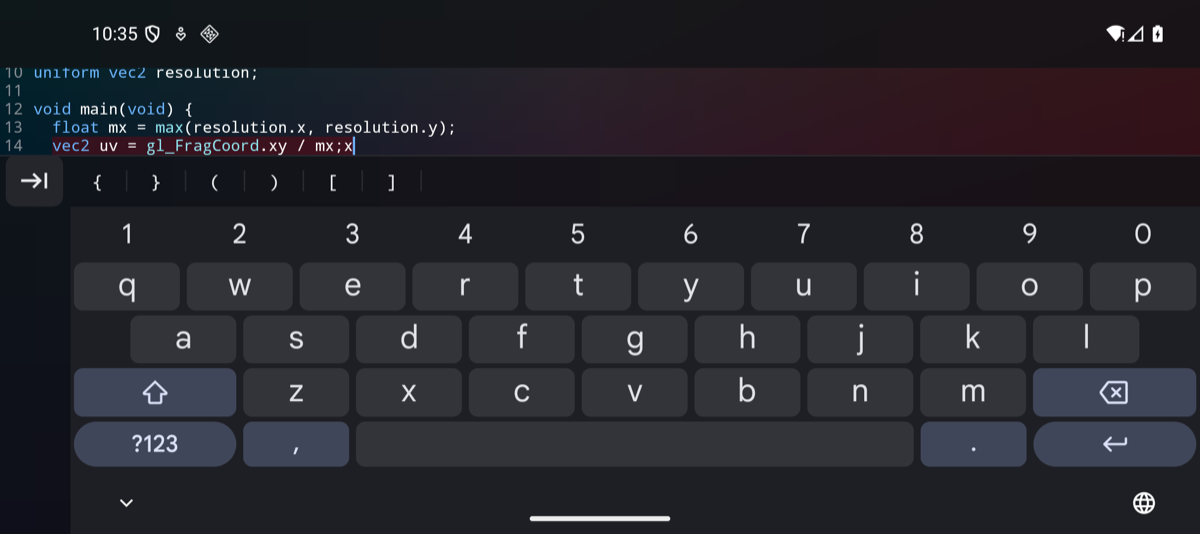 10:35
10 uniform vec2 resolution;
11
12 void main(void) {
13   float mx = max(resolution.x, resolution.y);
14   vec2 uv = gl_FragCoord.xy / mx;x
{ } ( ) [ ]
1 2 3 4 5 6 7 8 9 0
q w e r t y u i o p
a s d f g h j k l
z x c v b n m
?123 , .